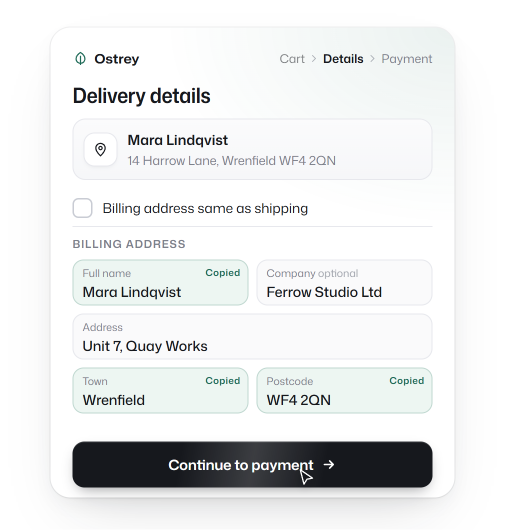 Ostrey
Cart > Details > Payment
Delivery details
Mara Lindqvist
14 Harrow Lane, Wrenfield WF4 2QN
Billing address same as shipping
BILLING ADDRESS
Full name Copied
Mara Lindqvist
Company optional
Ferrow Studio Ltd
Address
Unit 7, Quay Works
Town Copied
Wrenfield
Postcode Copied
WF4 2QN
Continue to payment →